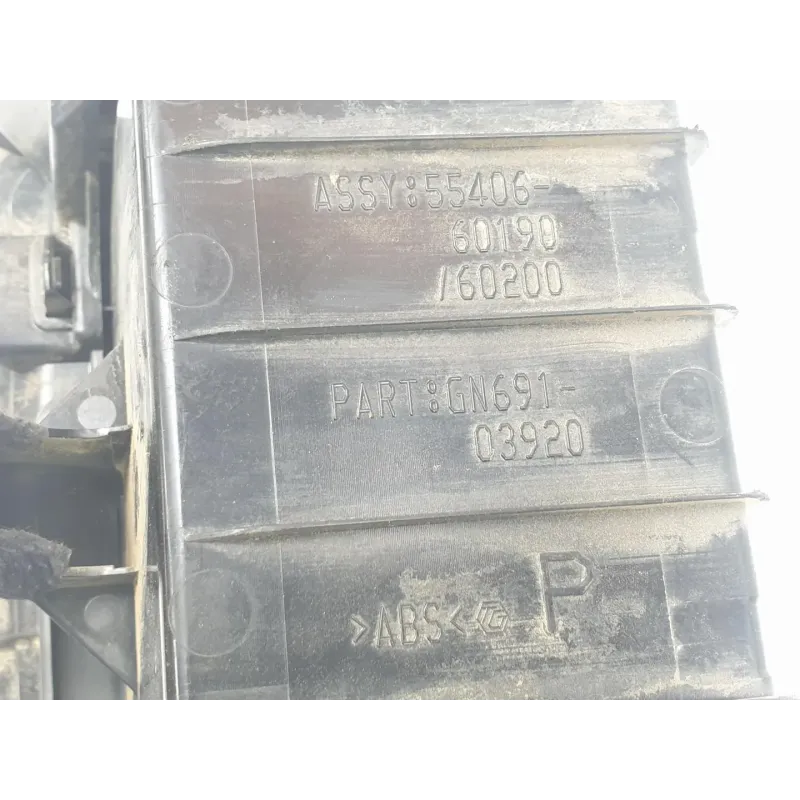 ASSY:55406-
60190
/60200
PART:GN691-
03920
>ABS< G P